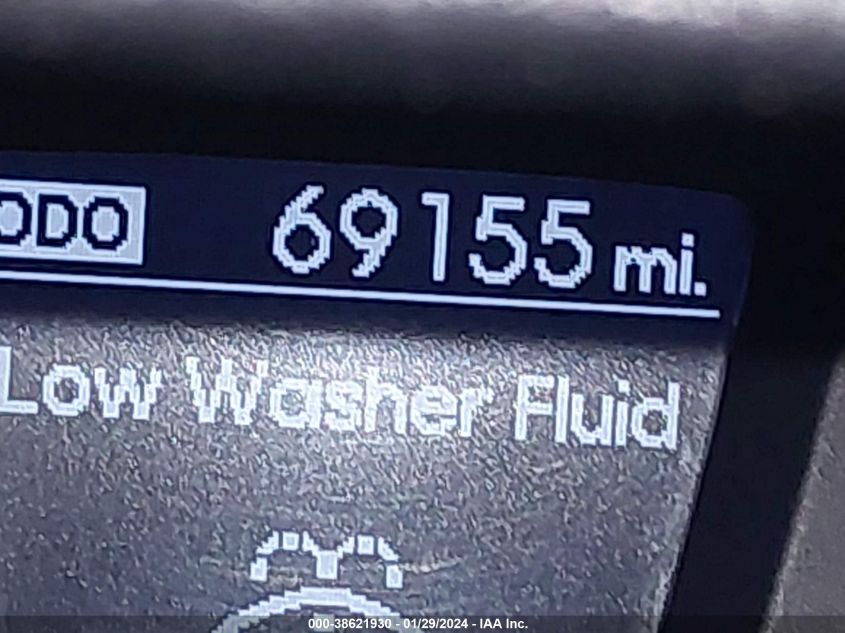 ODO 69155 mi.
Low Washer Fluid
000-38621930 - 01/29/2024 - IAA Inc.